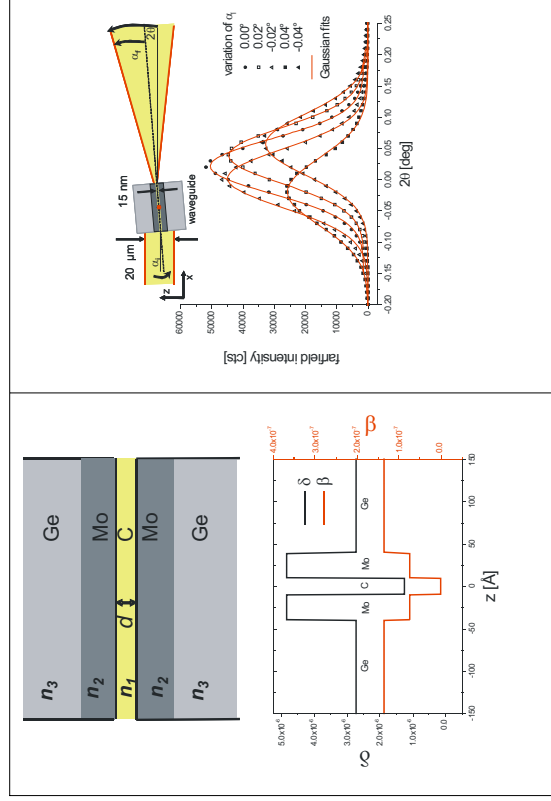 n3 Ge
n2 Mo
d n1 C
n2 Mo
n3 Ge
δ
5.0x10⁻⁶
4.0x10⁻⁶
3.0x10⁻⁶
2.0x10⁻⁶
1.0x10⁻⁶
0.0
β
4.0x10⁻⁷
3.0x10⁻⁷
2.0x10⁻⁷
1.0x10⁻⁷
0.0
δ
β
Ge Mo C Mo Ge
-150 -100 -50 0 50 100 150
z [Å]
20 µm
15 nm
waveguide
αf
αf
2θ
z
x
farfield intensity [cts]
60000
50000
40000
30000
20000
10000
0
variation of αi
0.00°
0.02°
-0.02°
0.04°
-0.04°
Gaussian fits
-0.20 -0.15 -0.10 -0.05 0.00 0.05 0.10 0.15 0.20 0.25
2θ [deg]